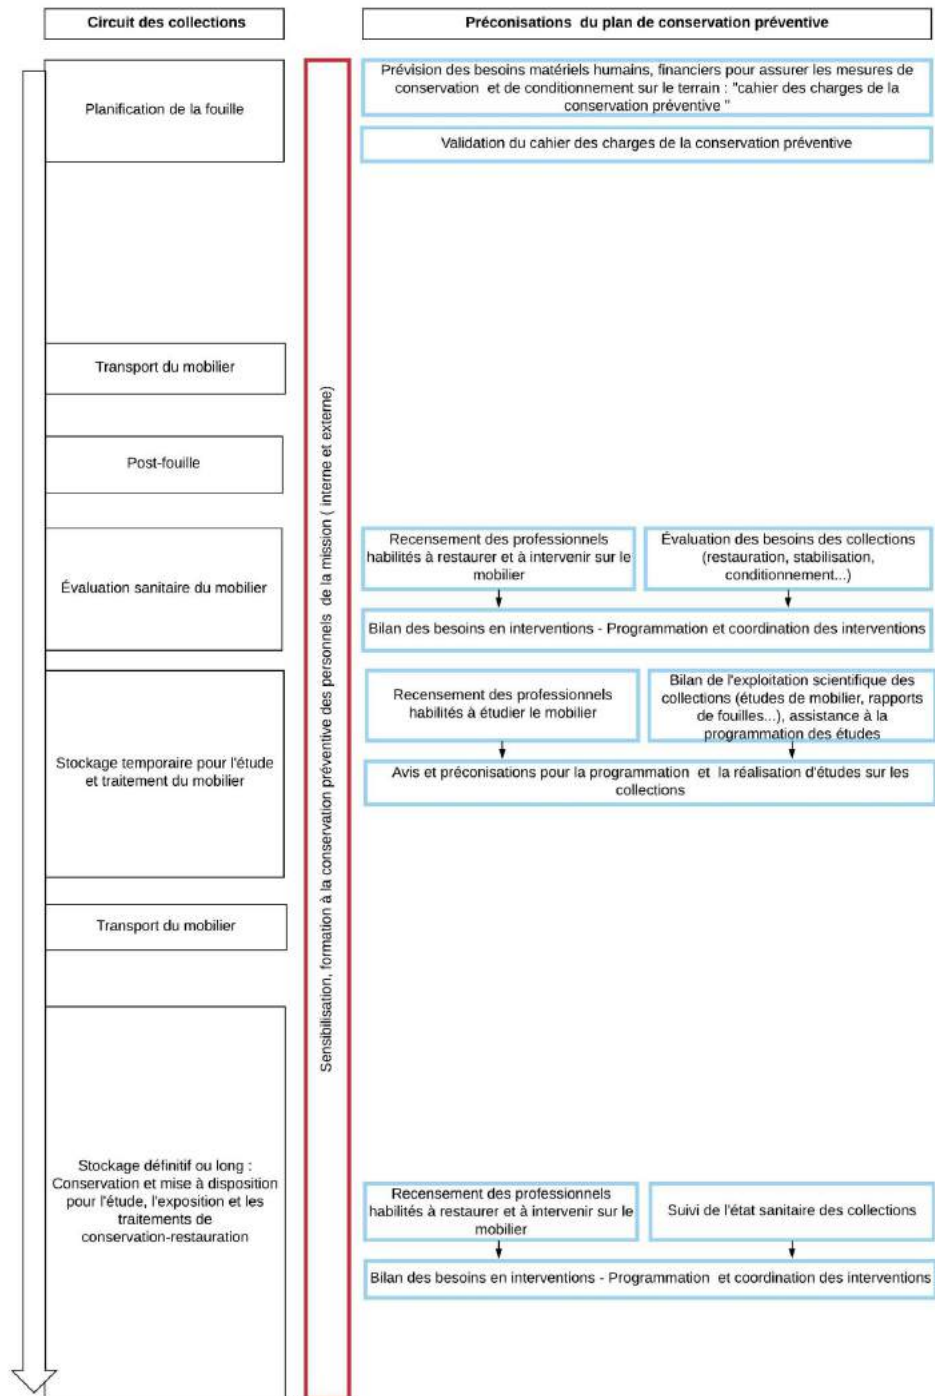 Circuit des collections
Préconisations du plan de conservation préventive
Planification de la fouille
Prévision des besoins matériels humains, financiers pour assurer les mesures de
conservation et de conditionnement sur le terrain : "cahier des charges de la
conservation préventive "
Validation du cahier des charges de la conservation préventive
Sensibilisation, formation à la conservation préventive des personnels de la mission ( interne et externe)
Transport du mobilier
Post-fouille
Évaluation sanitaire du mobilier
Recensement des professionnels
habilités à restaurer et à intervenir sur le
mobilier
Évaluation des besoins des collections
(restauration, stabilisation,
conditionnement...)
Bilan des besoins en interventions - Programmation et coordination des interventions
Stockage temporaire pour l'étude
et traitement du mobilier
Recensement des professionnels
habilités à étudier le mobilier
Bilan de l'exploitation scientifique des
collections (études de mobilier, rapports
de fouilles...), assistance à la
programmation des études
Avis et préconisations pour la programmation et la réalisation d'études sur les
collections
Transport du mobilier
Stockage définitif ou long :
Conservation et mise à disposition
pour l'étude, l'exposition et les
traitements de
conservation-restauration
Recensement des professionnels
habilités à restaurer et à intervenir sur le
mobilier
Suivi de l'état sanitaire des collections
Bilan des besoins en interventions - Programmation et coordination des interventions